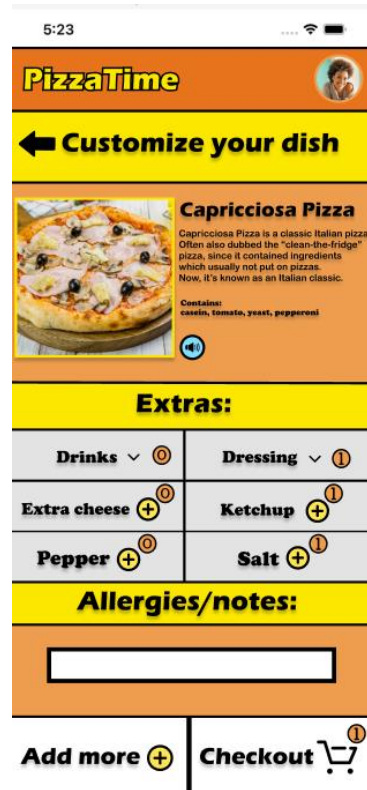 5:23
PizzaTime
Customize your dish
Capricciosa Pizza
Capricciosa Pizza is a classic Italian pizza
Often also dubbed the "clean-the-fridge"
pizza, since it contained ingredients
which usually not put on pizzas.
Now, it's known as an Italian classic.
Contains:
casein, tomato, yeast, pepperoni
Extras:
Drinks 0 Dressing 1
Extra cheese 0 Ketchup 1
Pepper 0 Salt 1
Allergies/notes:
Add more Checkout 1